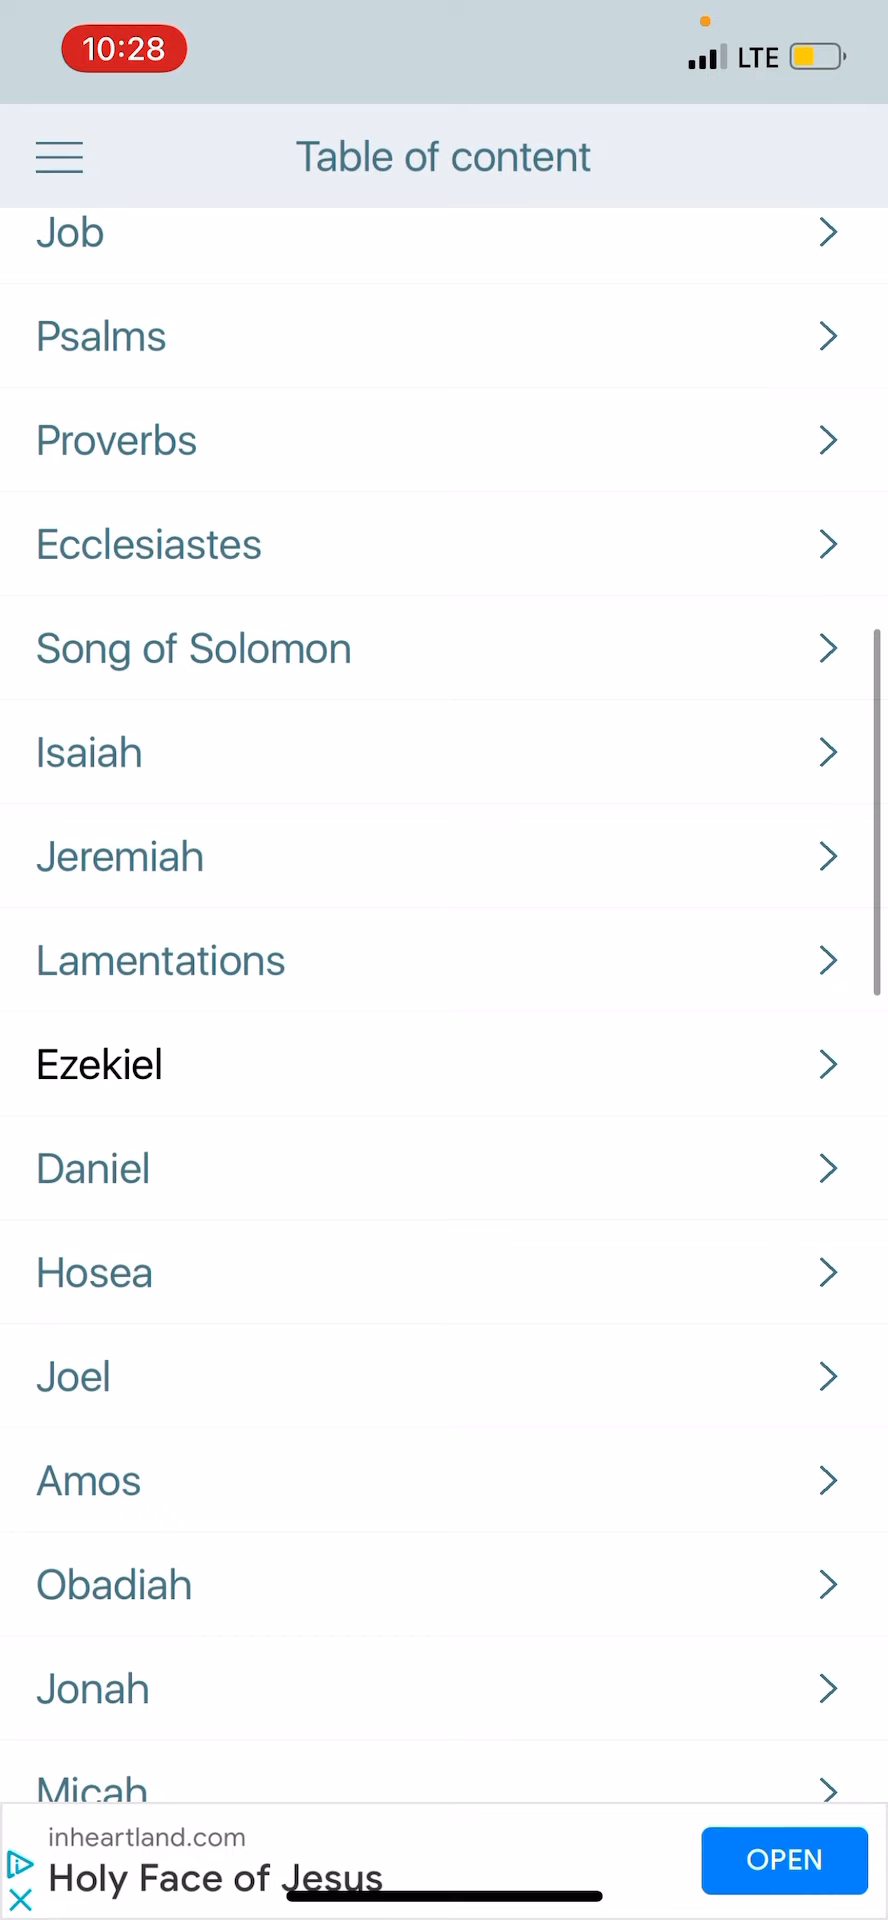 10:28
LTE
Table of content
Job
Psalms
Proverbs
Ecclesiastes
Song of Solomon
Isaiah
Jeremiah
Lamentations
Ezekiel
Daniel
Hosea
Joel
Amos
Obadiah
Jonah
Micah
inheartland.com
Holy Face of Jesus
OPEN